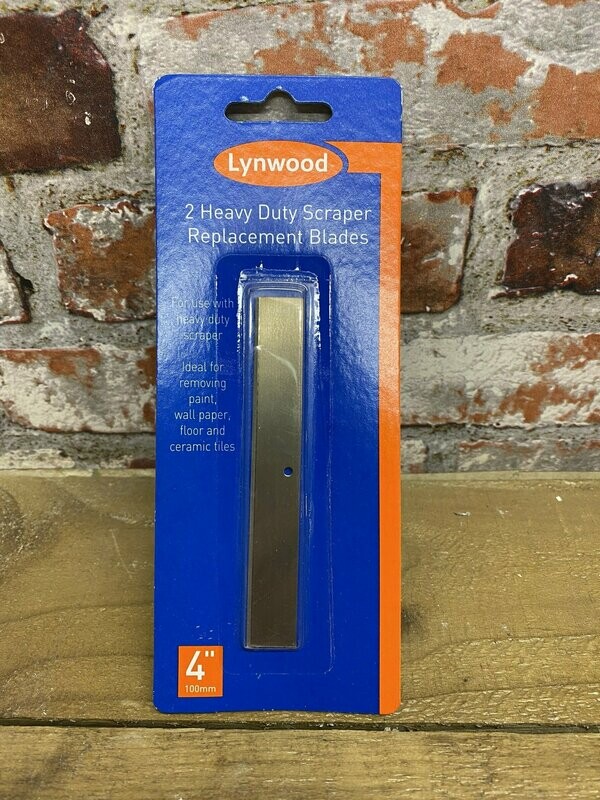 Lynwood
2 Heavy Duty Scraper
Replacement Blades
For use with
heavy duty
scraper
Ideal for
removing
paint,
wall paper,
floor and
ceramic tiles
4"
100mm